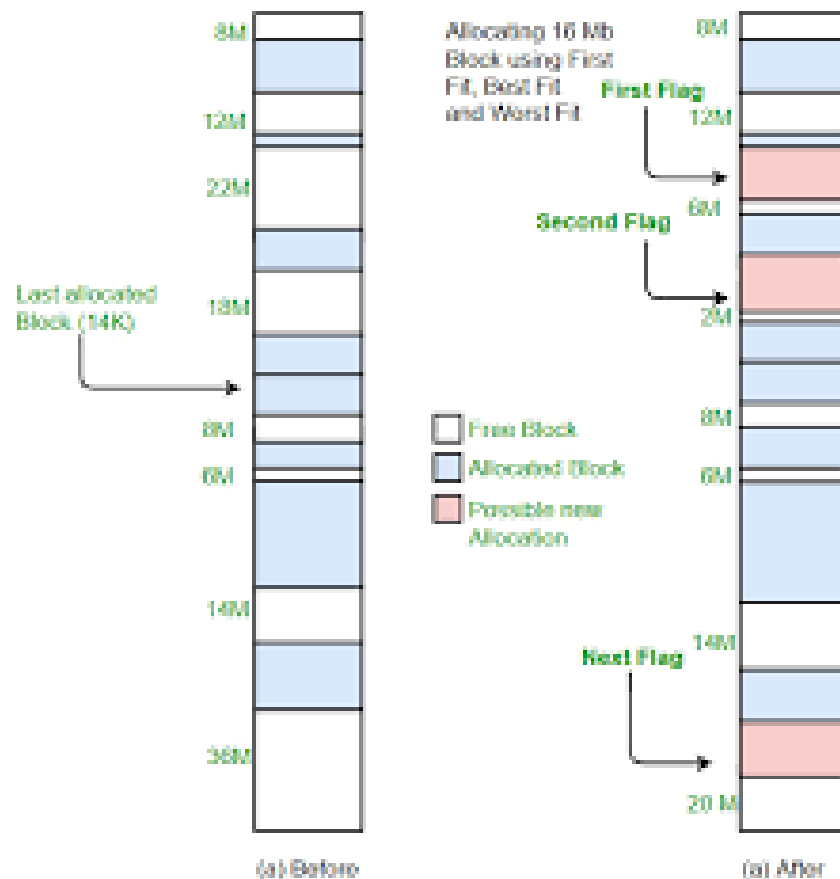 8M
12M
22M
18M
Last allocated
Block (14K)
8M
6M
14M
36M
(a) Before
Allocating 16 Mb
Block using First
Fit, Best Fit
and Worst Fit
Free Block
Allocated Block
Possible new
Allocation
8M
First Flag
12M
6M
Second Flag
2M
8M
6M
Next Flag
14M
20 M
(a) After